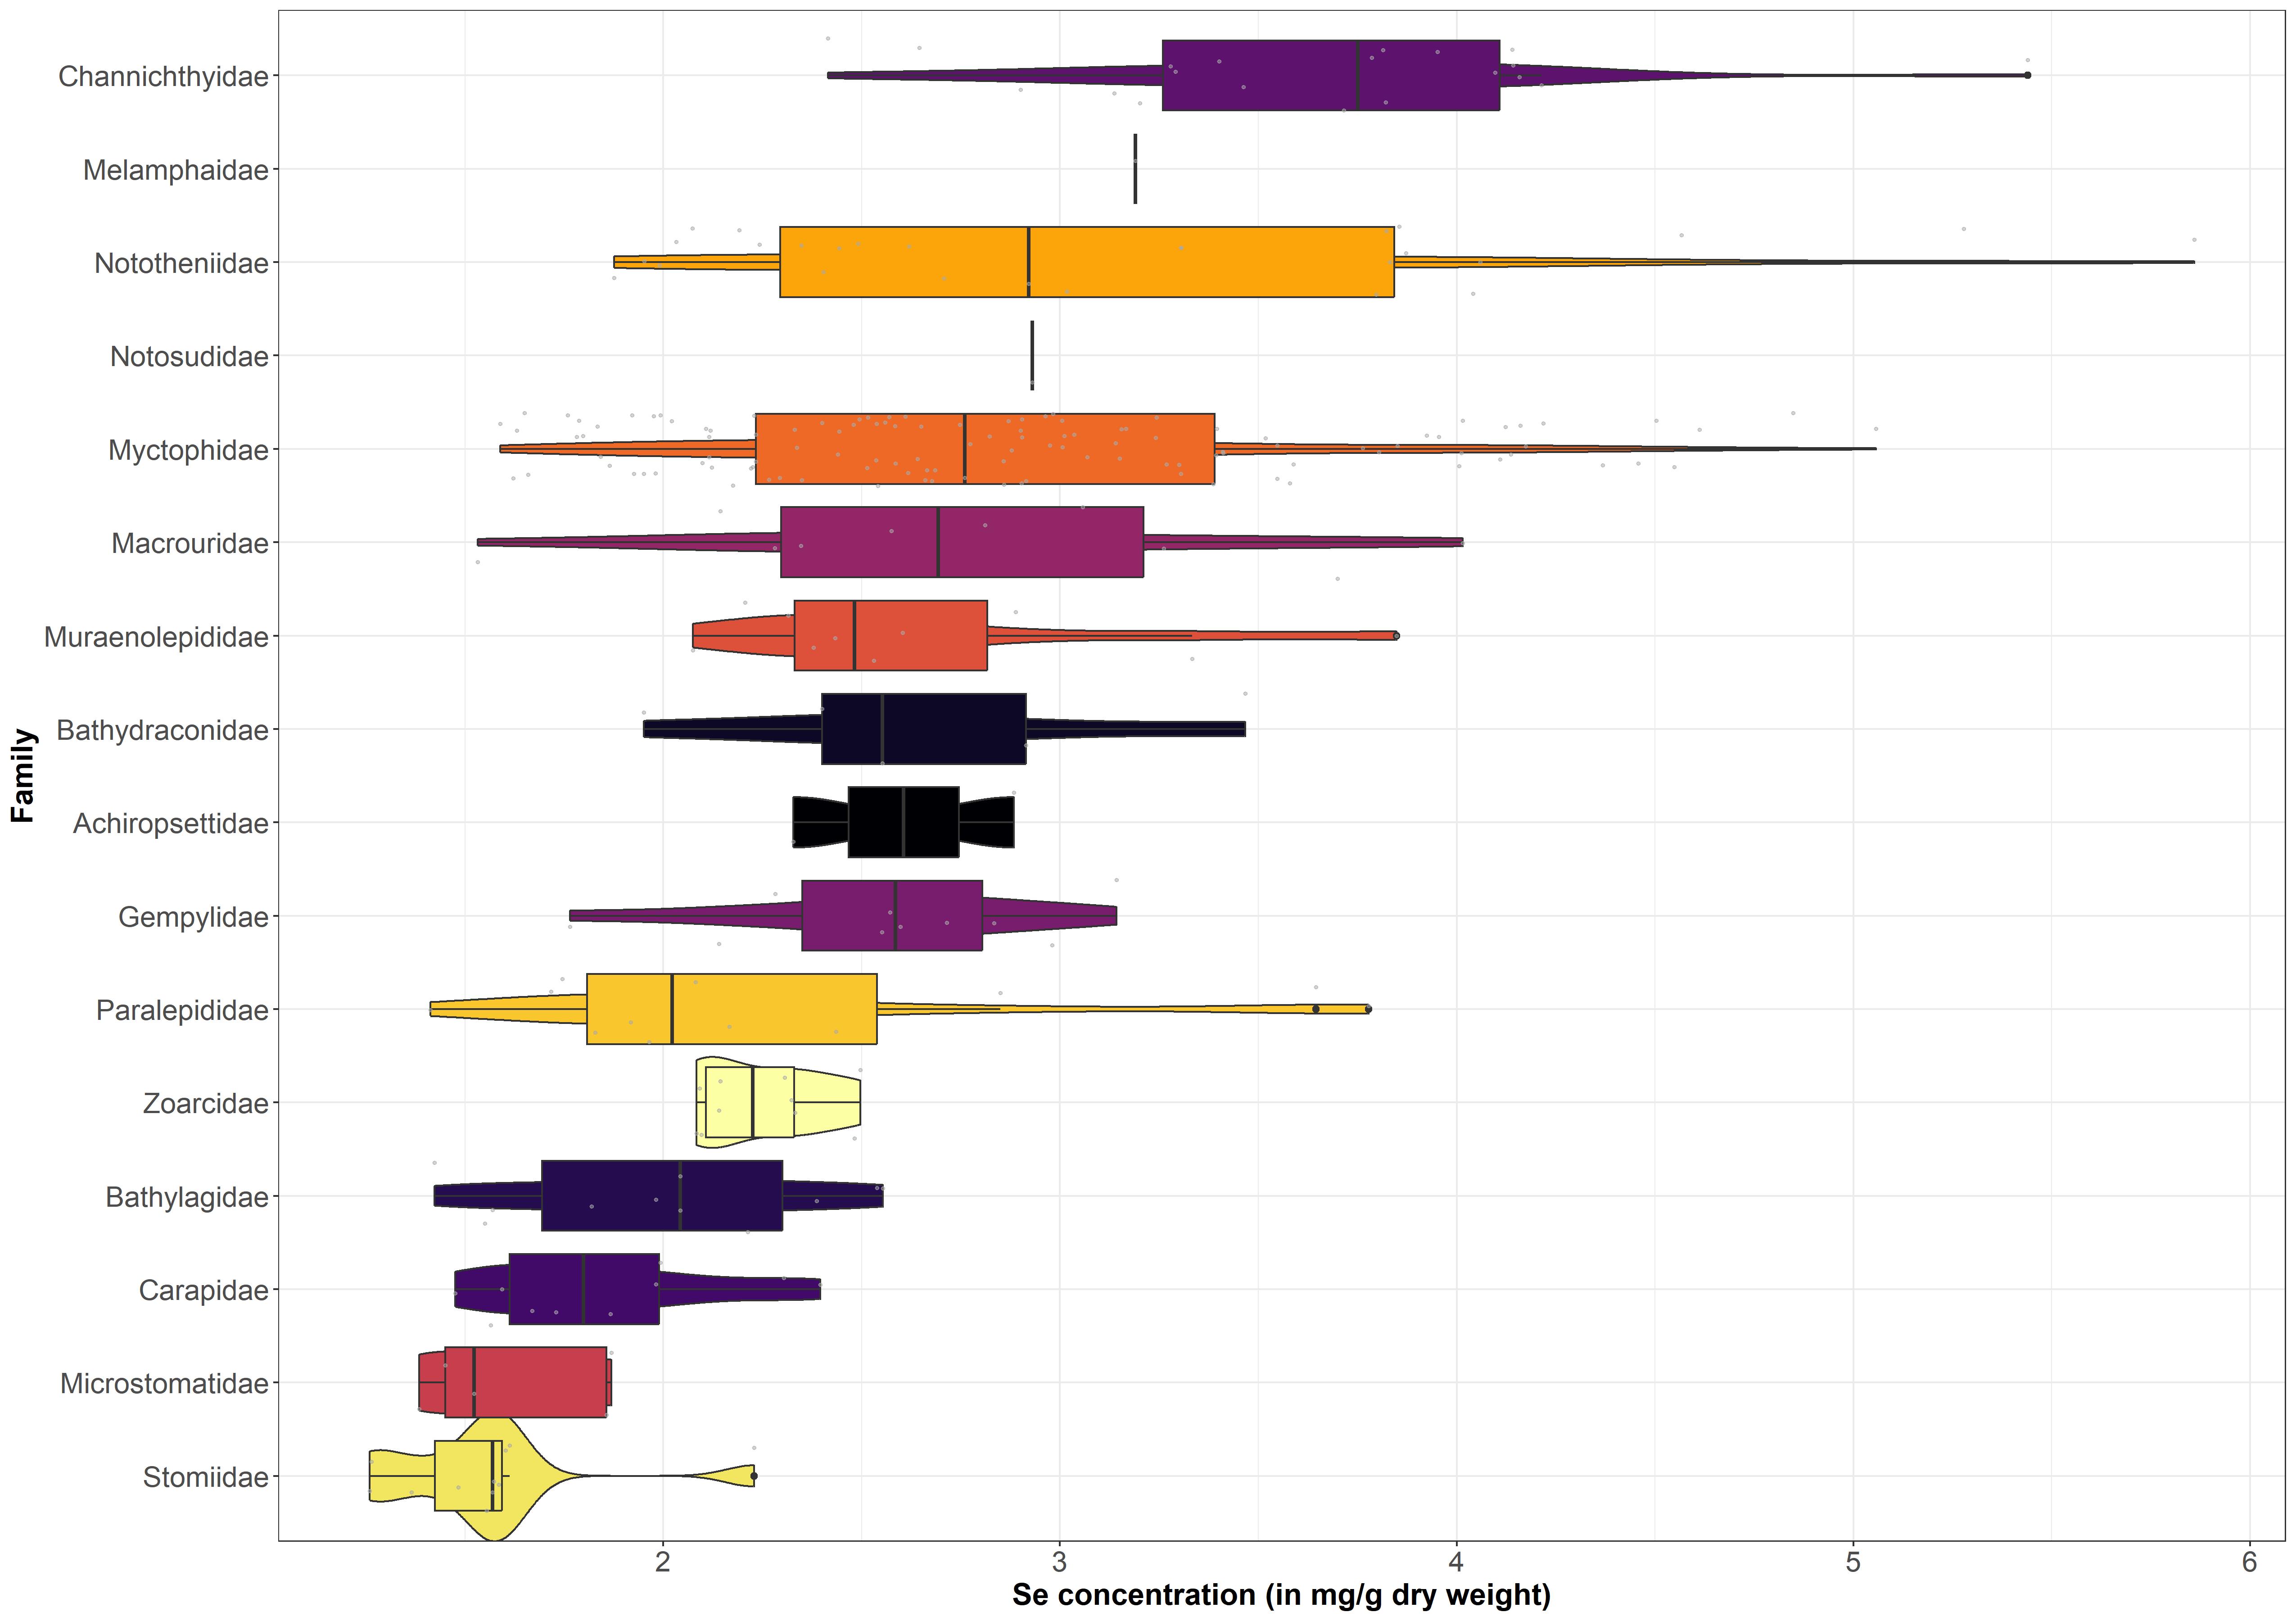 Channichthyidae
Melamphaidae
Nototheniidae
Notosudidae
Myctophidae
Macrouridae
Muraenolepididae
Bathydraconidae
Achiropsettidae
Gempylidae
Paralepididae
Zoarcidae
Bathylagidae
Carapidae
Microstomatidae
Stomiidae
Family
2 3 4 5 6
Se concentration (in mg/g dry weight)